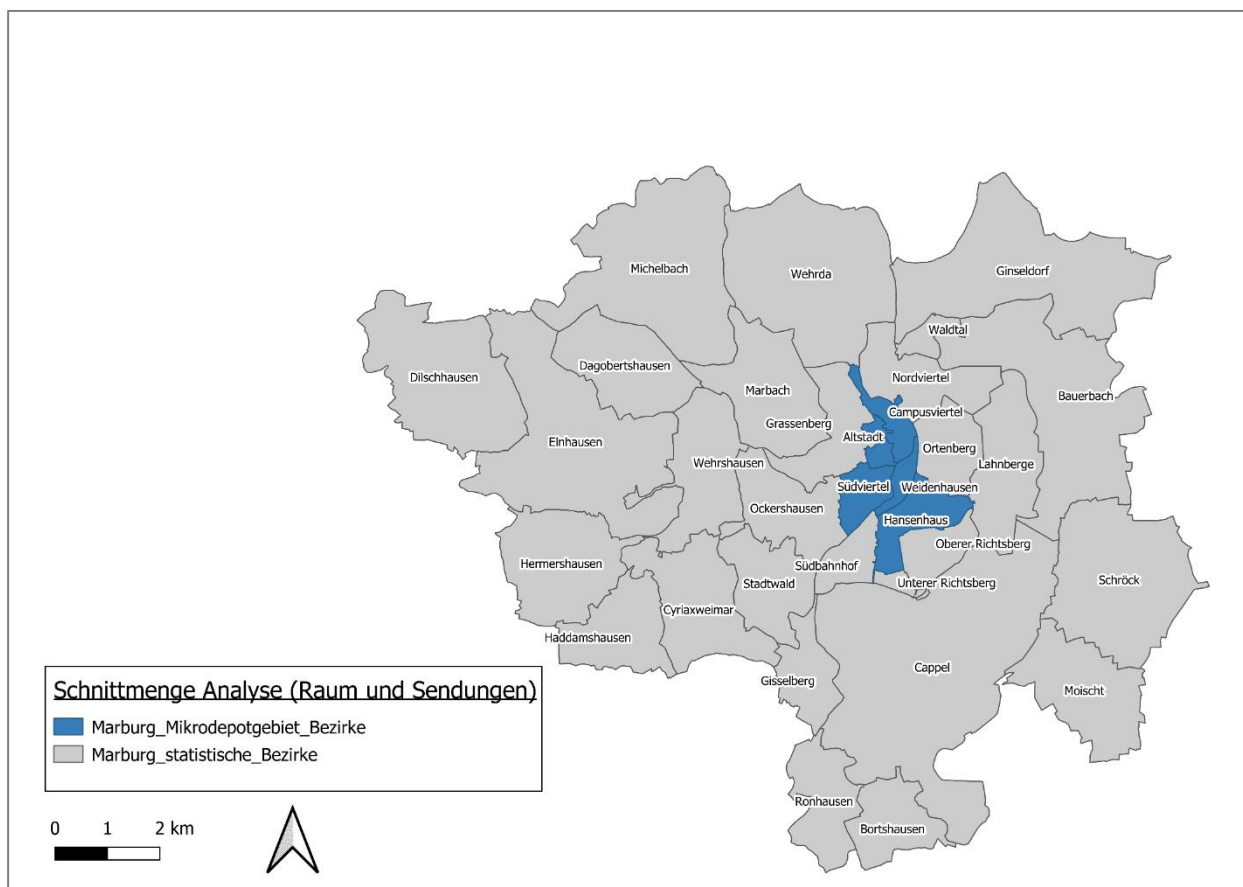 Michelbach
Wehrda
Ginseldorf
Waldtal
Dagobertshausen
Dilschhausen
Nordviertel
Marbach
Bauerbach
Campusviertel
Grassenberg
Altstadt
Elnhausen
Ortenberg
Wehrshausen
Lahnberge
Südviertel
Weidenhausen
Ockershausen
Hansenhaus
Oberer Richtsberg
Hermershausen
Südbahnhof
Schröck
Stadtwald
Unterer Richtsberg
Cyriaxweimar
Haddamshausen
Cappel
Gisselberg
Moischt
Ronhausen
Bortshausen
Schnittmenge Analyse (Raum und Sendungen)
Marburg_Mikrodepotgebiet_Bezirke
Marburg_statistische_Bezirke
0 1 2 km